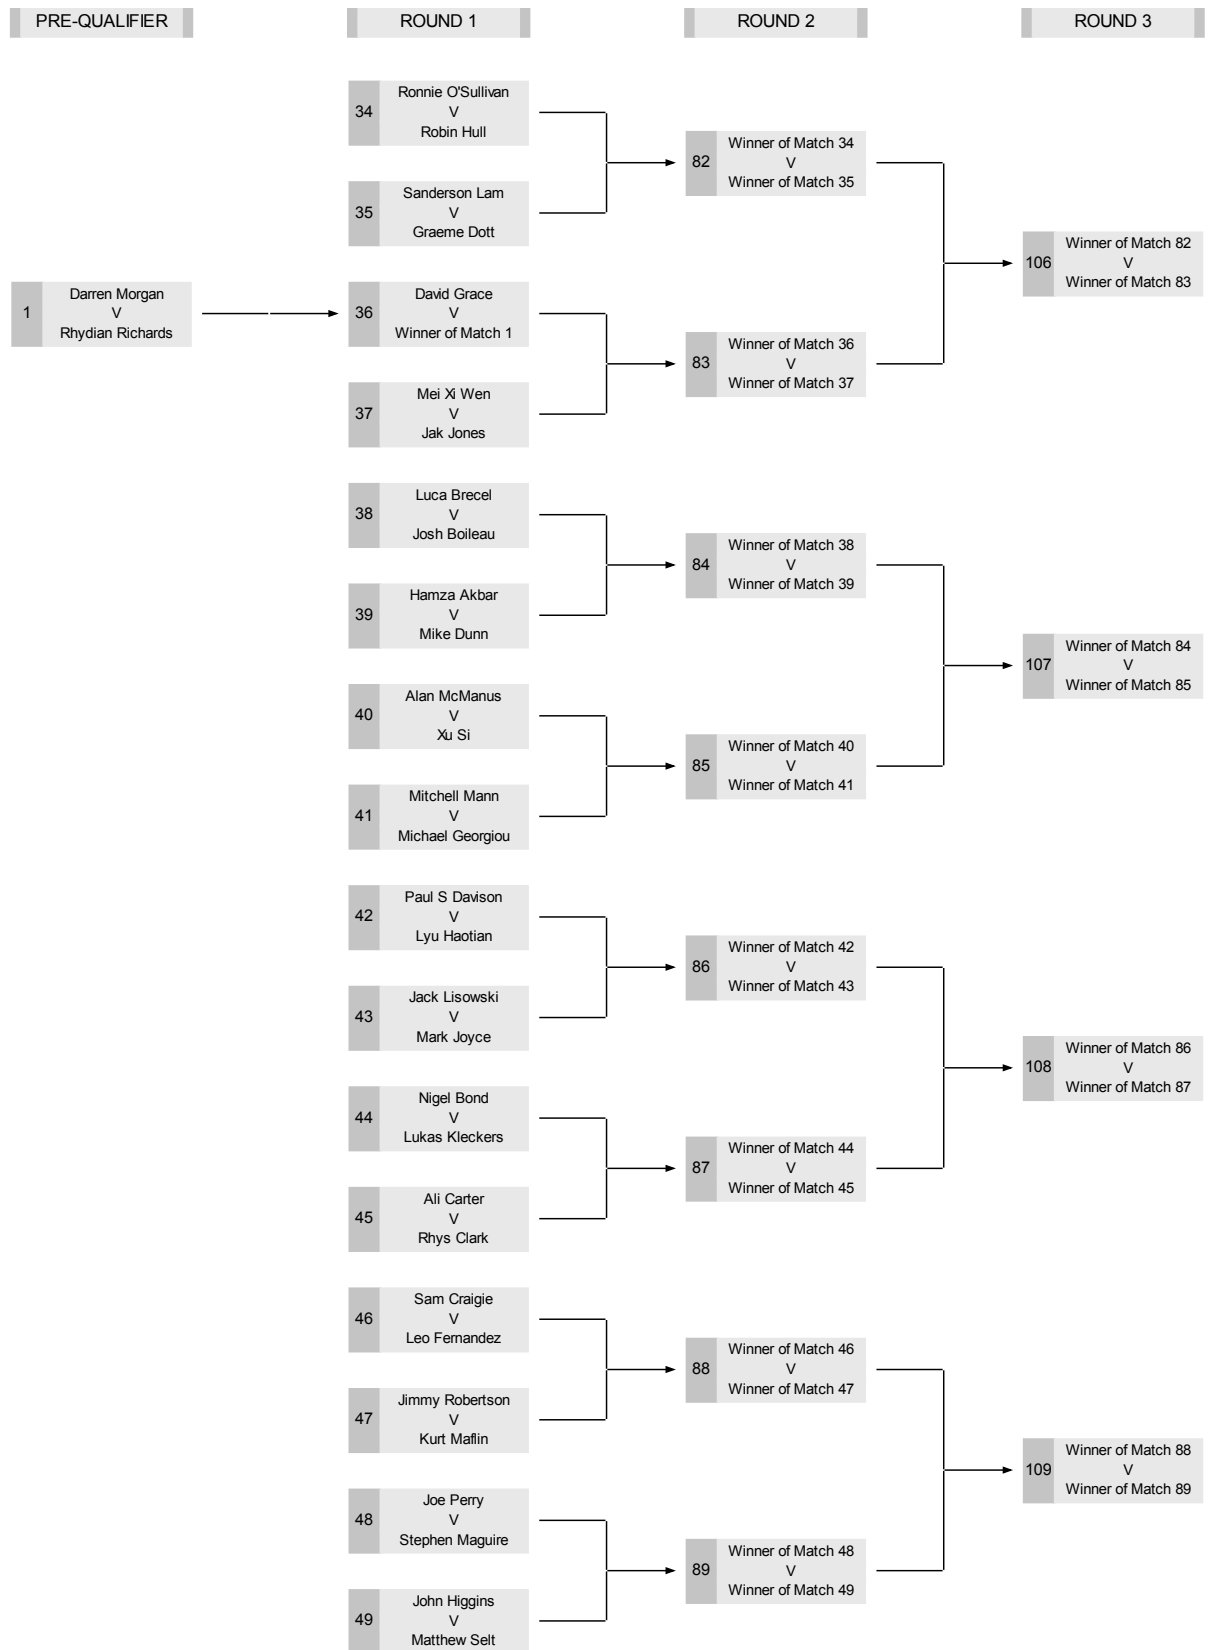 PRE-QUALIFIER
ROUND 1
ROUND 2
ROUND 3
1
Darren Morgan
V
Rhydian Richards
34
Ronnie O'Sullivan
V
Robin Hull
35
Sanderson Lam
V
Graeme Dott
36
David Grace
V
Winner of Match 1
37
Mei Xi Wen
V
Jak Jones
38
Luca Brecel
V
Josh Boileau
39
Hamza Akbar
V
Mike Dunn
40
Alan McManus
V
Xu Si
41
Mitchell Mann
V
Michael Georgiou
42
Paul S Davison
V
Lyu Haotian
43
Jack Lisowski
V
Mark Joyce
44
Nigel Bond
V
Lukas Kleckers
45
Ali Carter
V
Rhys Clark
46
Sam Craigie
V
Leo Fernandez
47
Jimmy Robertson
V
Kurt Maflin
48
Joe Perry
V
Stephen Maguire
49
John Higgins
V
Matthew Selt
82
Winner of Match 34
V
Winner of Match 35
83
Winner of Match 36
V
Winner of Match 37
84
Winner of Match 38
V
Winner of Match 39
85
Winner of Match 40
V
Winner of Match 41
86
Winner of Match 42
V
Winner of Match 43
87
Winner of Match 44
V
Winner of Match 45
88
Winner of Match 46
V
Winner of Match 47
89
Winner of Match 48
V
Winner of Match 49
106
Winner of Match 82
V
Winner of Match 83
107
Winner of Match 84
V
Winner of Match 85
108
Winner of Match 86
V
Winner of Match 87
109
Winner of Match 88
V
Winner of Match 89